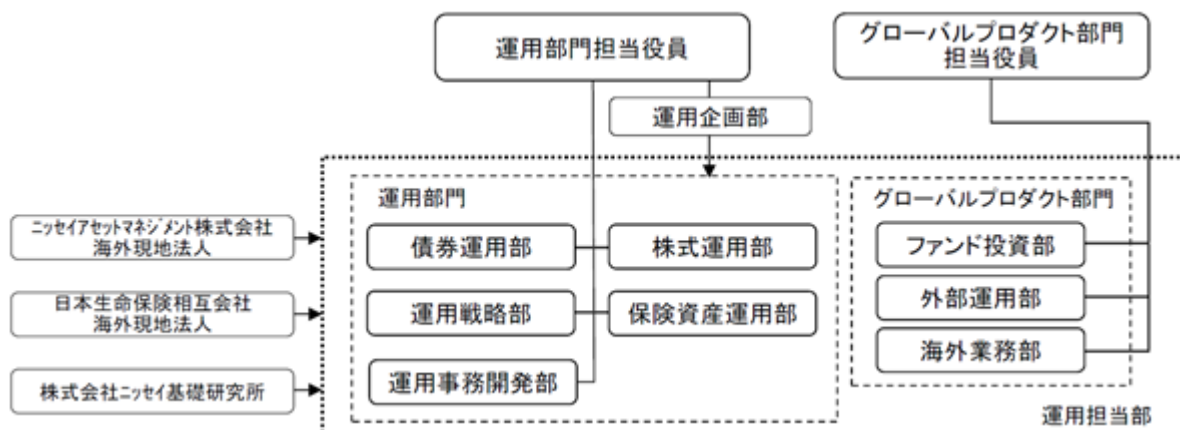 運用部門担当役員
グローバルプロダクト部門
担当役員
運用企画部
運用部門
グローバルプロダクト部門
ニッセイアセットマネジメント株式会社
海外現地法人
債券運用部
株式運用部
ファンド投資部
日本生命保険相互会社
海外現地法人
運用戦略部
保険資産運用部
外部運用部
海外業務部
株式会社ニッセイ基礎研究所
運用事務開発部
運用担当部